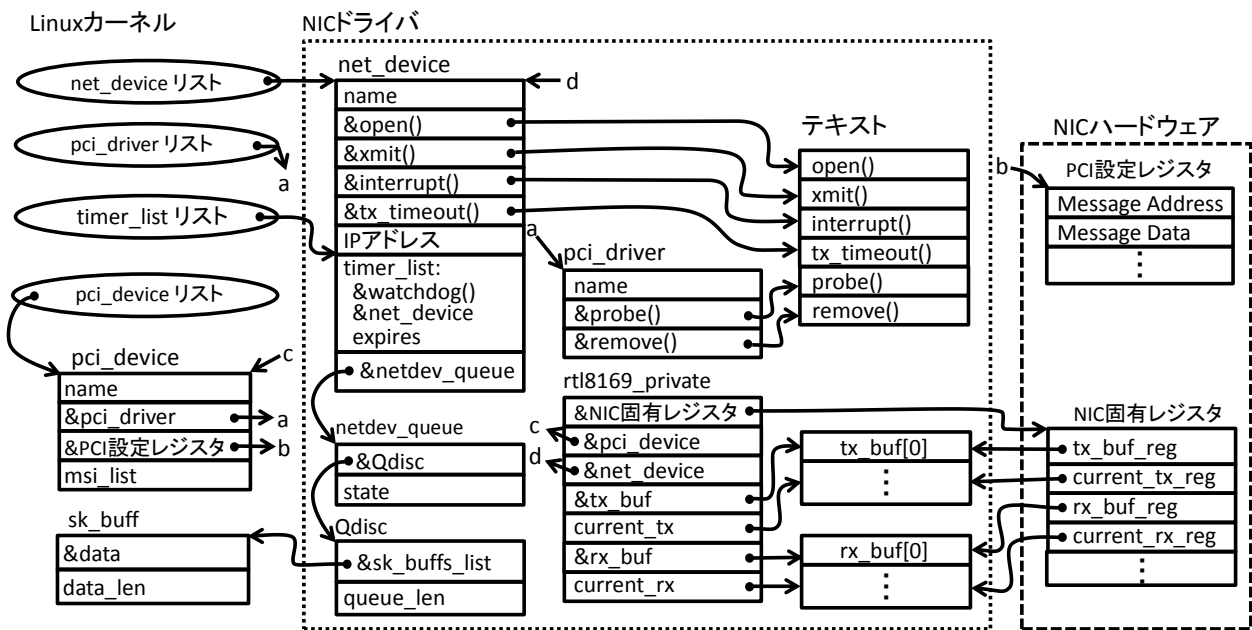 Linuxカーネル
net_device リスト
pci_driver リスト
a
timer_list リスト
pci_device リスト
pci_device
c
name
&pci_driver
a
&PCI設定レジスタ
b
msi_list
sk_buff
&data
data_len
NICドライバ
net_device
d
name
&open()
&xmit()
&interrupt()
&tx_timeout()
IPアドレス
timer_list:
&watchdog()
&net_device
expires
&netdev_queue
netdev_queue
&Qdisc
state
Qdisc
&sk_buffs_list
queue_len
a
pci_driver
name
&probe()
&remove()
テキスト
open()
xmit()
interrupt()
tx_timeout()
probe()
remove()
rtl8169_private
&NIC固有レジスタ
c
&pci_device
d
&net_device
&tx_buf
current_tx
&rx_buf
current_rx
tx_buf[0]
⋮
rx_buf[0]
⋮
NICハードウェア
b
PCI設定レジスタ
Message Address
Message Data
⋮
NIC固有レジスタ
tx_buf_reg
current_tx_reg
rx_buf_reg
current_rx_reg
⋮